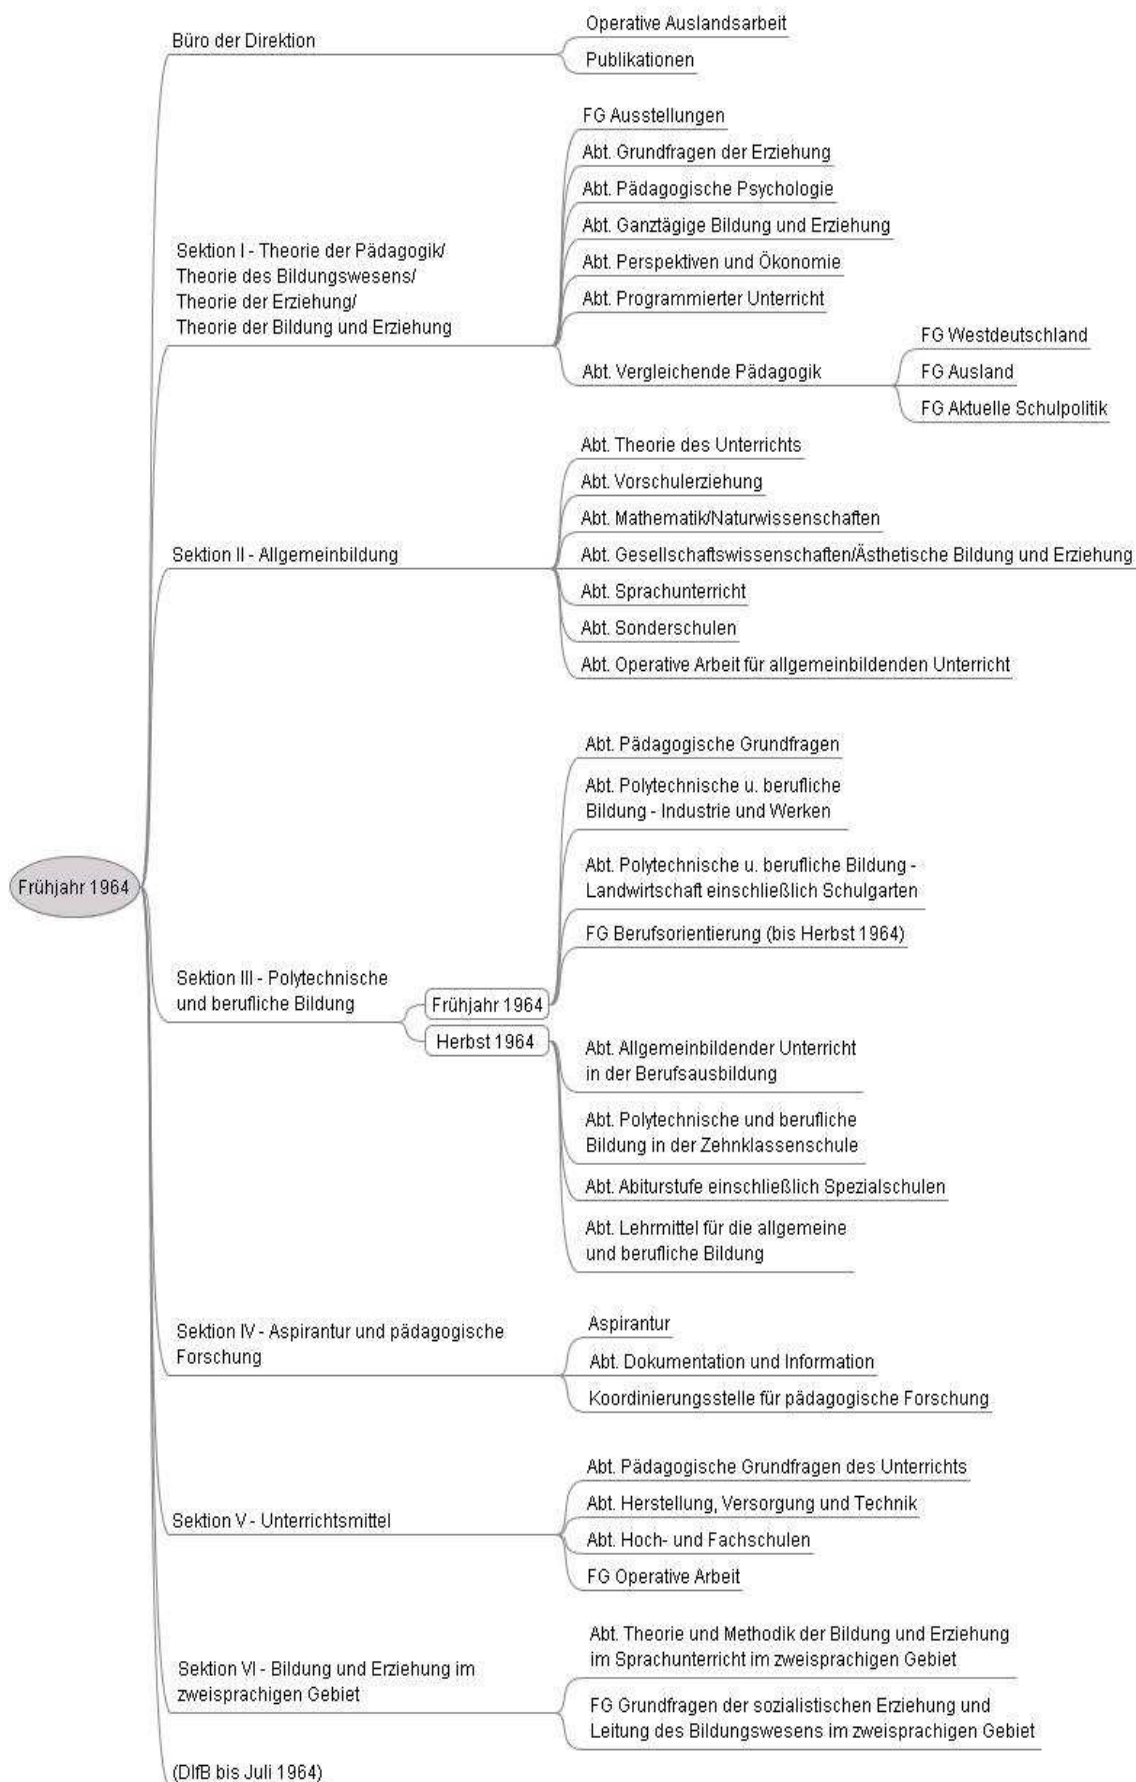 Frühjahr 1964
Büro der Direktion
Operative Auslandsarbeit
Publikationen
Sektion I - Theorie der Pädagogik/
Theorie des Bildungswesens/
Theorie der Erziehung/
Theorie der Bildung und Erziehung
FG Ausstellungen
Abt. Grundfragen der Erziehung
Abt. Pädagogische Psychologie
Abt. Ganztägige Bildung und Erziehung
Abt. Perspektiven und Ökonomie
Abt. Programmierter Unterricht
Abt. Vergleichende Pädagogik
FG Westdeutschland
FG Ausland
FG Aktuelle Schulpolitik
Sektion II - Allgemeinbildung
Abt. Theorie des Unterrichts
Abt. Vorschulerziehung
Abt. Mathematik/Naturwissenschaften
Abt. Gesellschaftswissenschaften/Ästhetische Bildung und Erziehung
Abt. Sprachunterricht
Abt. Sonderschulen
Abt. Operative Arbeit für allgemeinbildenden Unterricht
Sektion III - Polytechnische
und berufliche Bildung
Frühjahr 1964
Abt. Pädagogische Grundfragen
Abt. Polytechnische u. berufliche
Bildung - Industrie und Werken
Abt. Polytechnische u. berufliche Bildung -
Landwirtschaft einschließlich Schulgarten
FG Berufsorientierung (bis Herbst 1964)
Herbst 1964
Abt. Allgemeinbildender Unterricht
in der Berufsausbildung
Abt. Polytechnische und berufliche
Bildung in der Zehnklassenschule
Abt. Abiturstufe einschließlich Spezialschulen
Abt. Lehrmittel für die allgemeine
und berufliche Bildung
Sektion IV - Aspirantur und pädagogische
Forschung
Aspirantur
Abt. Dokumentation und Information
Koordinierungsstelle für pädagogische Forschung
Sektion V - Unterrichtsmittel
Abt. Pädagogische Grundfragen des Unterrichts
Abt. Herstellung, Versorgung und Technik
Abt. Hoch- und Fachschulen
FG Operative Arbeit
Sektion VI - Bildung und Erziehung im
zweisprachigen Gebiet
Abt. Theorie und Methodik der Bildung und Erziehung
im Sprachunterricht im zweisprachigen Gebiet
FG Grundfragen der sozialistischen Erziehung und
Leitung des Bildungswesens im zweisprachigen Gebiet
(DIfB bis Juli 1964)